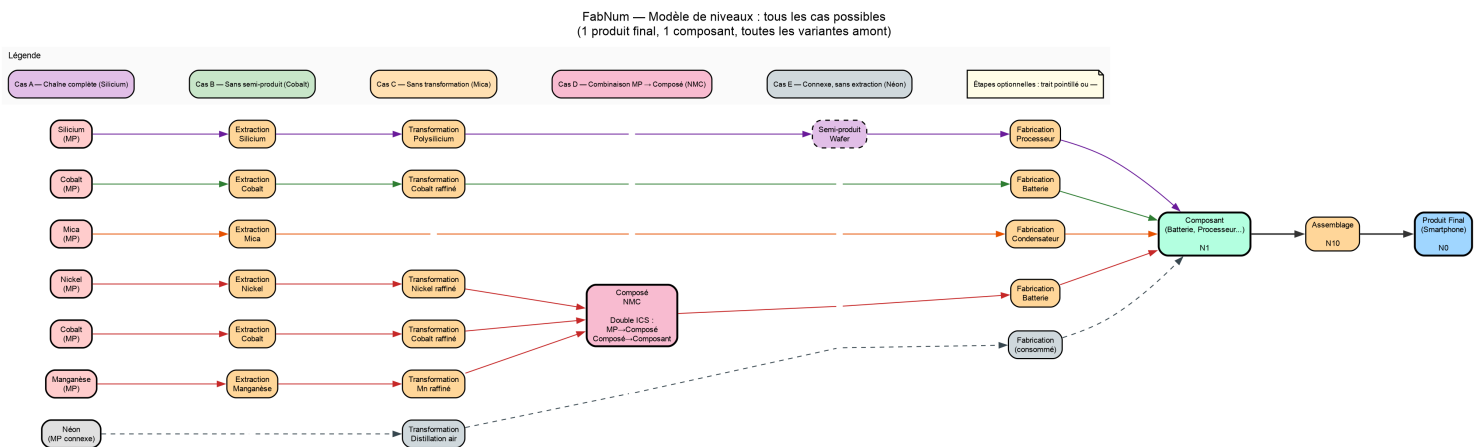 FabNum — Modèle de niveaux : tous les cas possibles
(1 produit final, 1 composant, toutes les variantes amont)
Légende
Cas A — Chaîne complète (Silicium)
Cas B — Sans semi-produit (Cobalt)
Cas C — Sans transformation (Mica)
Cas D — Combinaison MP → Composé (NMC)
Cas E — Connexe, sans extraction (Néon)
Étapes optionnelles : trait pointillé ou —
Silicium
(MP)
Extraction
Silicium
Transformation
Polysilicium
Semi-produit
Wafer
Fabrication
Processeur
Cobalt
(MP)
Extraction
Cobalt
Transformation
Cobalt raffiné
Fabrication
Batterie
Mica
(MP)
Extraction
Mica
Fabrication
Condensateur
Composant
(Batterie, Processeur...)
N1
Assemblage
N10
Produit Final
(Smartphone)
N0
Nickel
(MP)
Extraction
Nickel
Transformation
Nickel raffiné
Composé
NMC
Double ICS :
MP→Composé
Composé→Composant
Fabrication
Batterie
Cobalt
(MP)
Extraction
Cobalt
Transformation
Cobalt raffiné
Fabrication
(consommé)
Manganèse
(MP)
Extraction
Manganèse
Transformation
Mn raffiné
Néon
(MP connexe)
Transformation
Distillation air